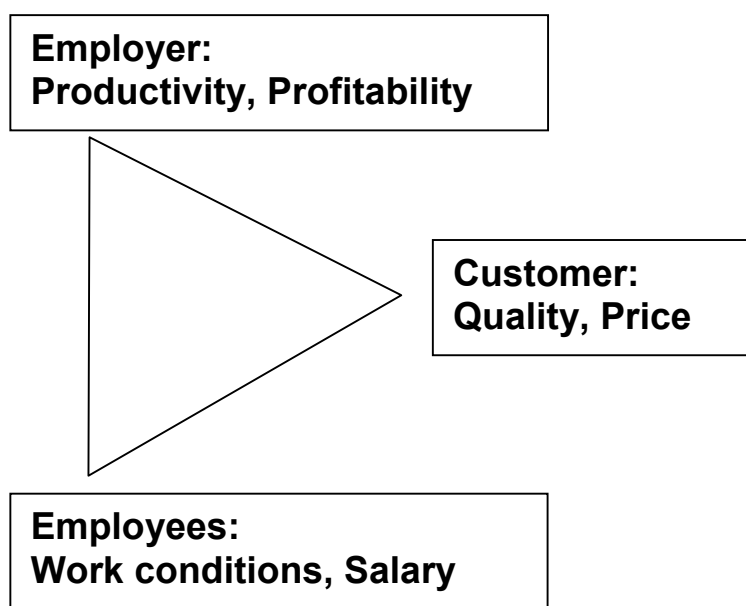 Employer:
Productivity, Profitability
Customer:
Quality, Price
Employees:
Work conditions, Salary